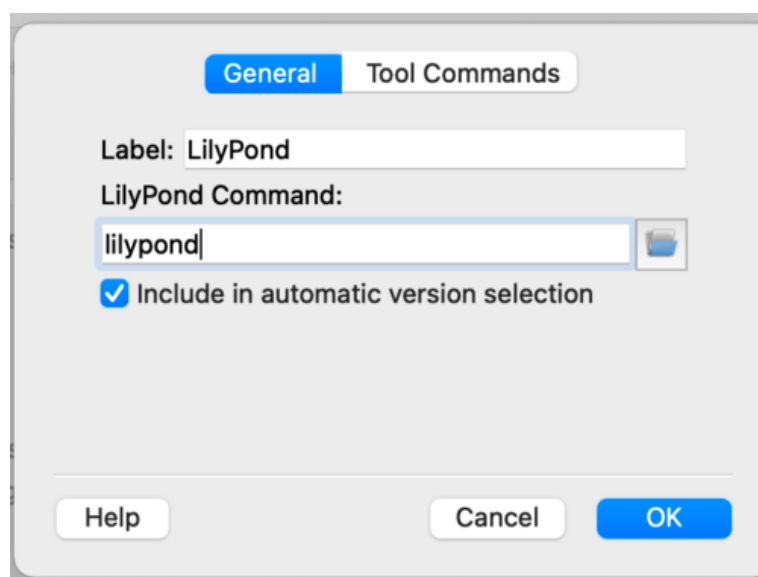 General Tool Commands
Label: LilyPond
LilyPond Command:
lilypond
Include in automatic version selection
Help Cancel OK